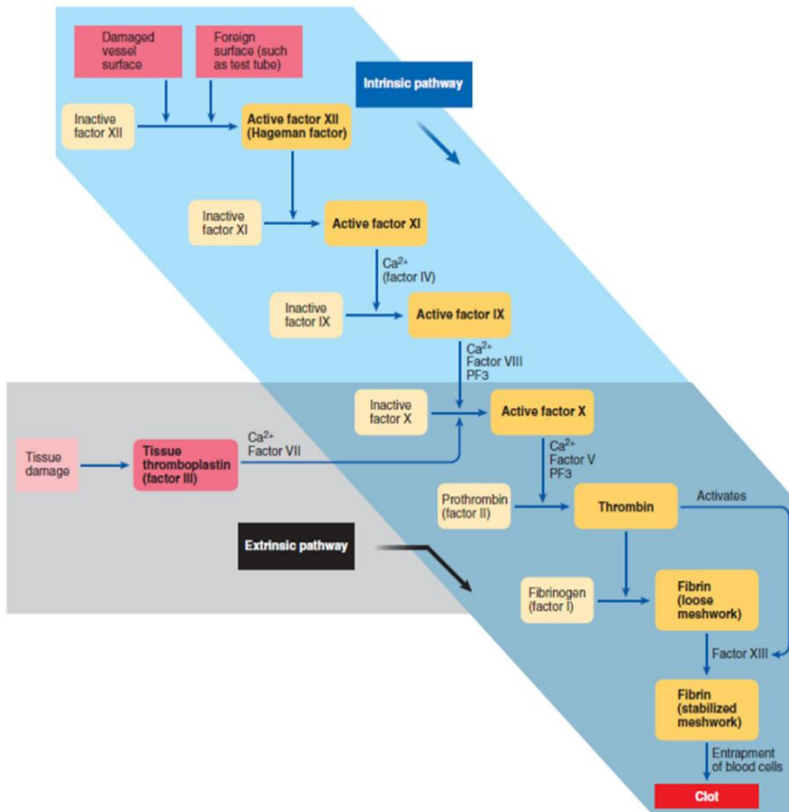 Damaged
vessel
surface
Foreign
surface (such
as test tube)
Intrinsic pathway
Inactive
factor XII
Active factor XII
(Hageman factor)
Inactive
factor XI
Active factor XI
Ca²⁺
(factor IV)
Inactive
factor IX
Active factor IX
Ca²⁺
Factor VIII
PF3
Inactive
factor X
Active factor X
Tissue
damage
Tissue
thromboplastin
(factor III)
Ca²⁺
Factor VII
Ca²⁺
Factor V
PF3
Prothrombin
(factor II)
Thrombin
Activates
Extrinsic pathway
Fibrinogen
(factor I)
Fibrin
(loose
meshwork)
Factor XIII
Fibrin
(stabilized
meshwork)
Entrapment
of blood cells
Clot